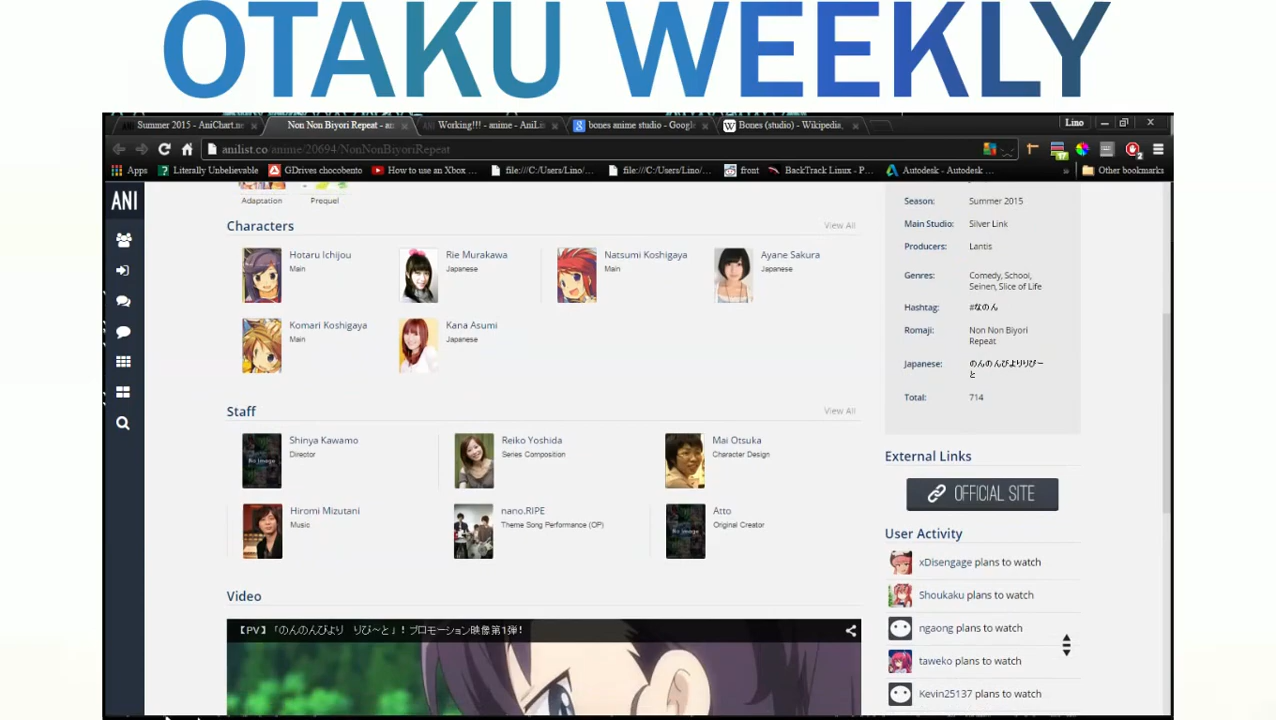 OTAKU WEEKLY
Summer 2015 - AniChart.ne
Non Non Biyori Repeat - an
Working!!! - anime - AniLis
bones anime studio - Google
Bones (studio) - Wikipedia,
Lino
anilist.co/anime/20694/NonNonBiyoriRepeat
Apps
Literally Unbelievable
GDrives chocobento
How to use an Xbox ...
file:///C:/Users/Lino/
file:///C:/Users/Lino/
front
BackTrack Linux - P...
Autodesk - Autodesk ...
»
Other bookmarks
ANI
Adaptation
Prequel
Characters
View All
Hotaru Ichijou
Main
Rie Murakawa
Japanese
Natsumi Koshigaya
Main
Ayane Sakura
Japanese
Komari Koshigaya
Main
Kana Asumi
Japanese
Staff
View All
Shinya Kawamo
Director
Reiko Yoshida
Series Composition
Mai Otsuka
Character Design
Hiromi Mizutani
Music
nano.RIPE
Theme Song Performance (OP)
Atto
Original Creator
Video
【PV】「のんのんびより りぴーと」！プロモーション映像第1弾！
Season: Summer 2015
Main Studio: Silver Link
Producers: Lantis
Genres: Comedy, School,
Seinen, Slice of Life
Hashtag: #なのん
Romaji: Non Non Biyori
Repeat
Japanese: のんのんびよりりぴー
と
Total: 714
External Links
OFFICIAL SITE
User Activity
xDisengage plans to watch
Shoukaku plans to watch
ngaong plans to watch
taweko plans to watch
Kevin25137 plans to watch